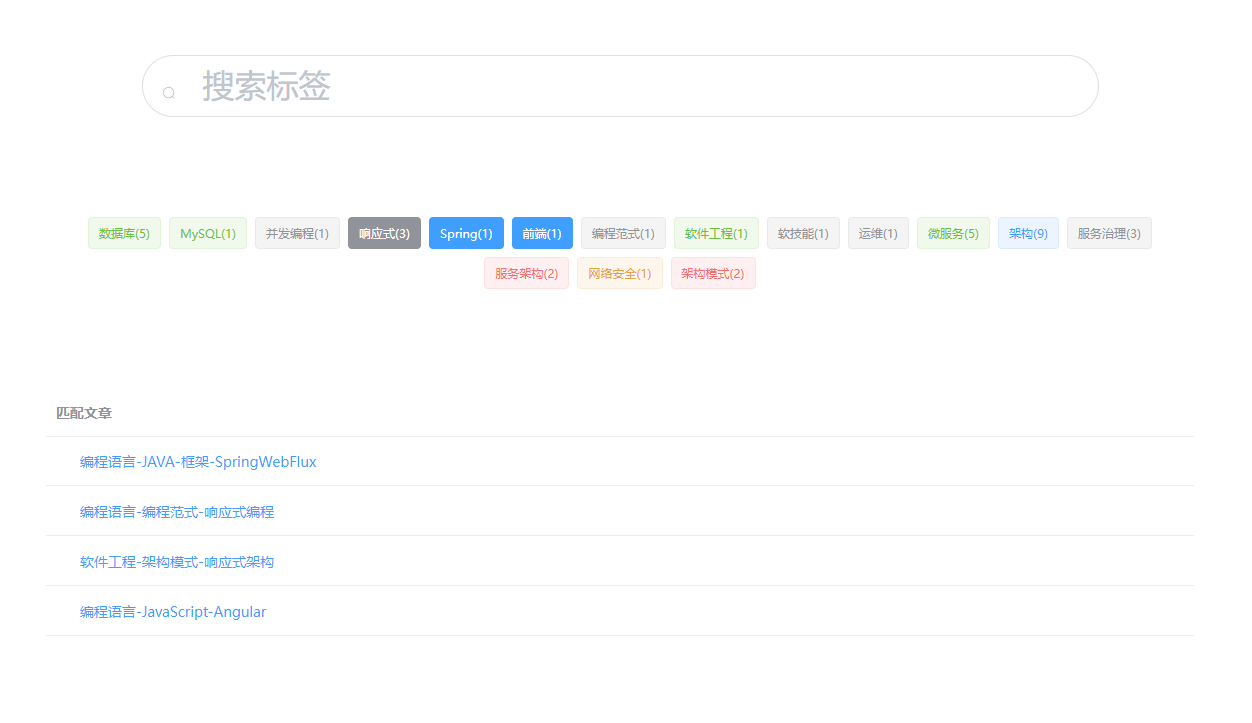 搜索标签
数据库(5) MySQL(1) 并发编程(1) 响应式(3) Spring(1) 前端(1) 编程范式(1) 软件工程(1) 软技能(1) 运维(1) 微服务(5) 架构(9) 服务治理(3)
服务架构(2) 网络安全(1) 架构模式(2)
匹配文章
编程语言-JAVA-框架-SpringWebFlux
编程语言-编程范式-响应式编程
软件工程-架构模式-响应式架构
编程语言-JavaScript-Angular